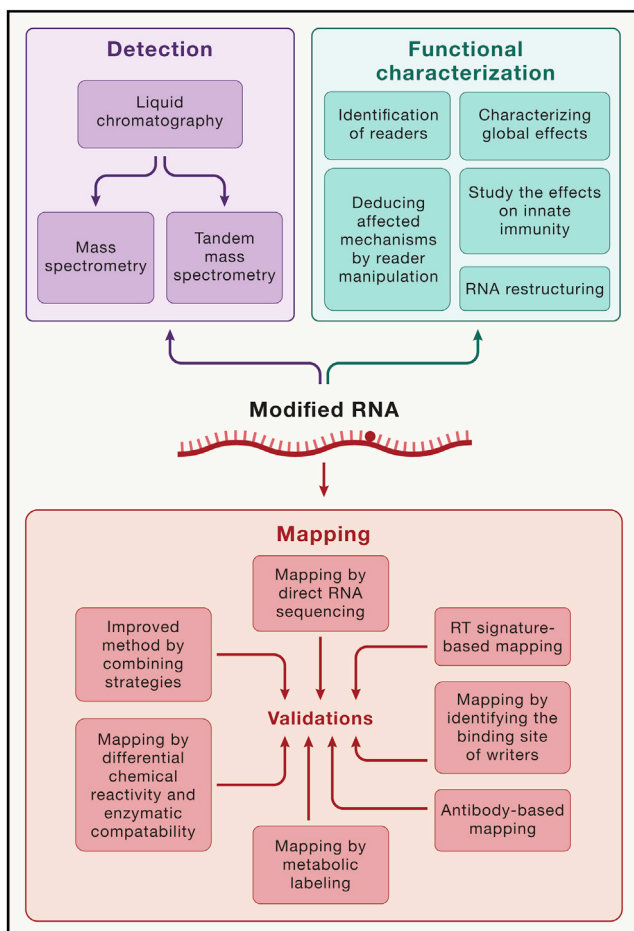 Detection
Liquid
chromatography
Mass
spectrometry
Tandem
mass
spectrometry
Functional
characterization
Identification
of readers
Characterizing
global effects
Deducing
affected
mechanisms
by reader
manipulation
Study the effects
on innate
immunity
RNA restructuring
Modified RNA
Mapping
Mapping by
direct RNA
sequencing
Improved
method by
combining
strategies
RT signature-
based mapping
Validations
Mapping by
identifying the
binding site
of writers
Mapping by
differential
chemical
reactivity and
enzymatic
compatability
Antibody-based
mapping
Mapping by
metabolic
labeling